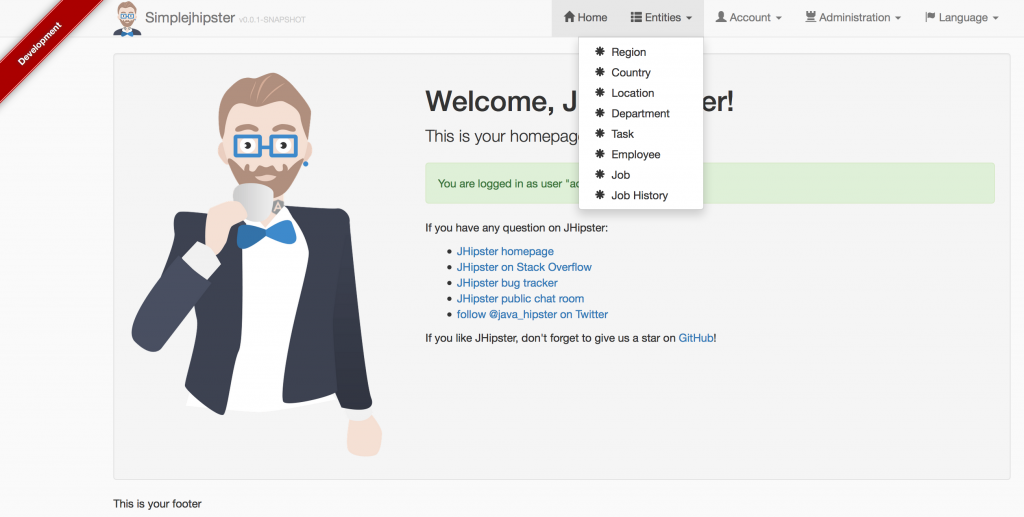 Development
Simplejhipster v0.0.1-SNAPSHOT
Home Entities Account Administration Language
Region
Country
Location
Department
Task
Employee
Job
Job History
Welcome, J er!
This is your homepag
You are logged in as user "ad
If you have any question on JHipster:
JHipster homepage
JHipster on Stack Overflow
JHipster bug tracker
JHipster public chat room
follow @java_hipster on Twitter
If you like JHipster, don't forget to give us a star on GitHub!
This is your footer